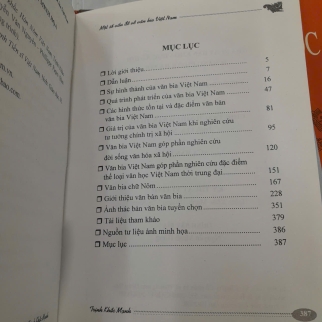 Một số vấn đề về văn bia Việt Nam
MỤC LỤC
❒ Lời giới thiệu 5
❒ Dẫn luận 7
❒ Sự hình thành của văn bia Việt Nam 16
❒ Quá trình phát triển của văn bia Việt Nam 47
❒ Các hình thức tồn tại và đặc điểm văn bản
văn bia Việt Nam 81
❒ Giá trị của văn bia Việt Nam khi nghiên cứu
tư tưởng chính trị xã hội 95
❒ Văn bia Việt Nam góp phần nghiên cứu
đời sống văn hóa xã hội 120
❒ Văn bia Việt Nam góp phần nghiên cứu đặc điểm
thể loại văn học Việt Nam thời trung đại 151
❒ Văn bia chữ Nôm 167
❒ Giới thiệu văn bản văn bia 228
❒ Ảnh thác bản văn bia tuyển chọn 351
❒ Tài liệu tham khảo 379
❒ Nguồn tư liệu ảnh minh họa 386
❒ Mục lục 387
Trịnh Khắc Mạnh
387
C